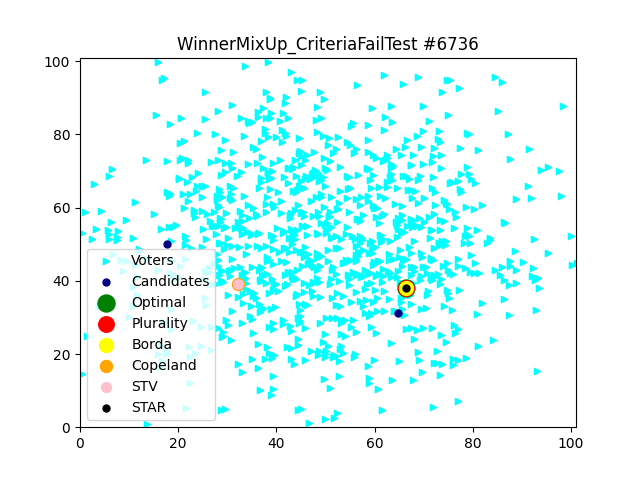 WinnerMixUp_CriteriaFailTest #6736
100
80
60
40
20
0
0
20
40
60
80
100
Voters
Candidates
Optimal
Plurality
Borda
Copeland
STV
STAR